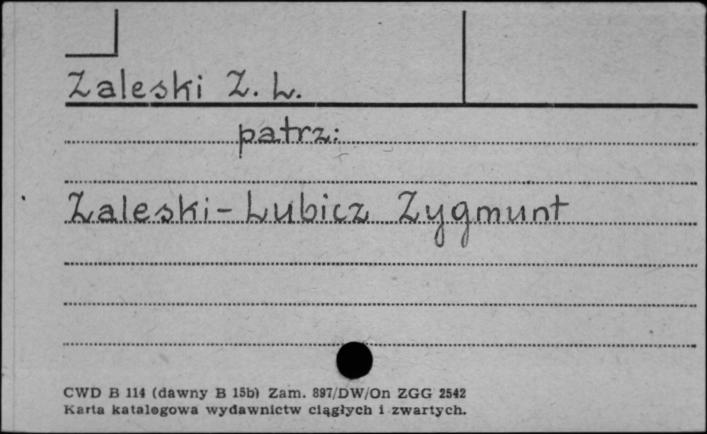 Zaleski Z. L.
patrz:
Zaleski-Lubicz Zygmunt
CWD B 114 (dawny B 15b) Zam. 897/DW/On ZGG 2542
Karta katalogowa wydawnictw ciągłych i zwartych.